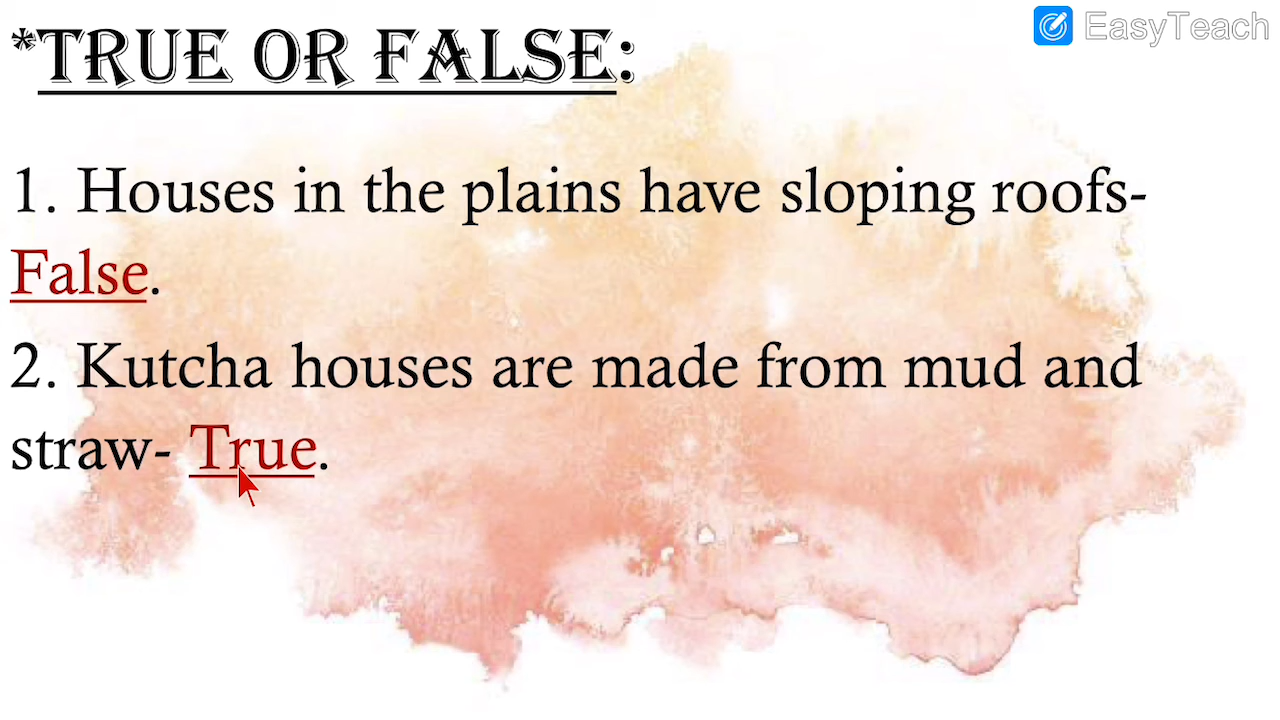 *TRUE OR FALSE:
EasyTeach
1. Houses in the plains have sloping roofs-
False.
2. Kutcha houses are made from mud and
straw- True.